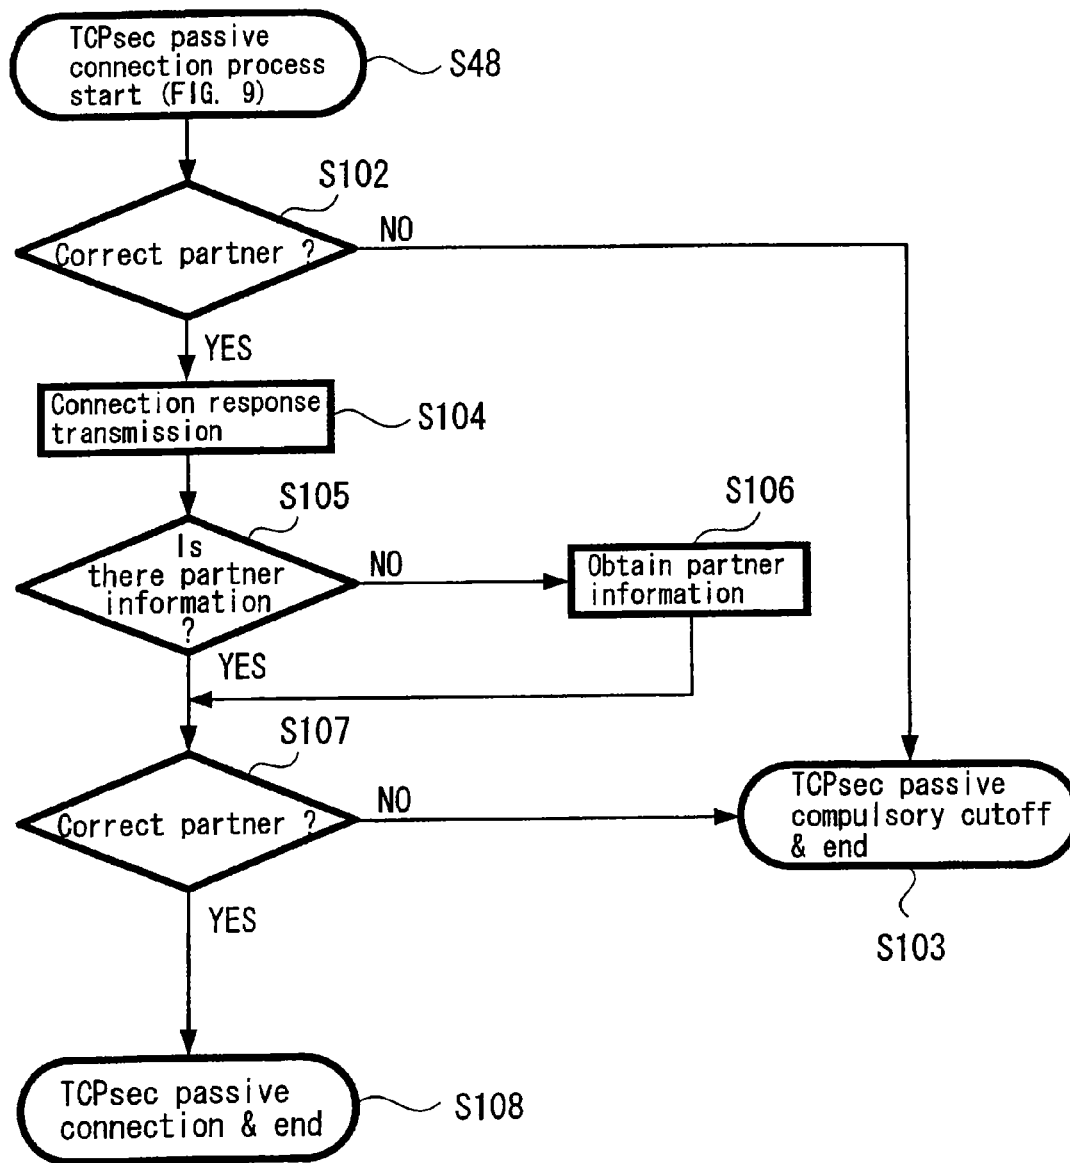 TCPsec passive
connection process
start (FIG. 9)
S48
S102
Correct partner ?
NO
YES
Connection response
transmission
S104
S105
Is
there partner
information
?
NO
YES
S106
Obtain partner
information
S107
Correct partner ?
NO
YES
TCPsec passive
compulsory cutoff
& end
S103
TCPsec passive
connection & end
S108